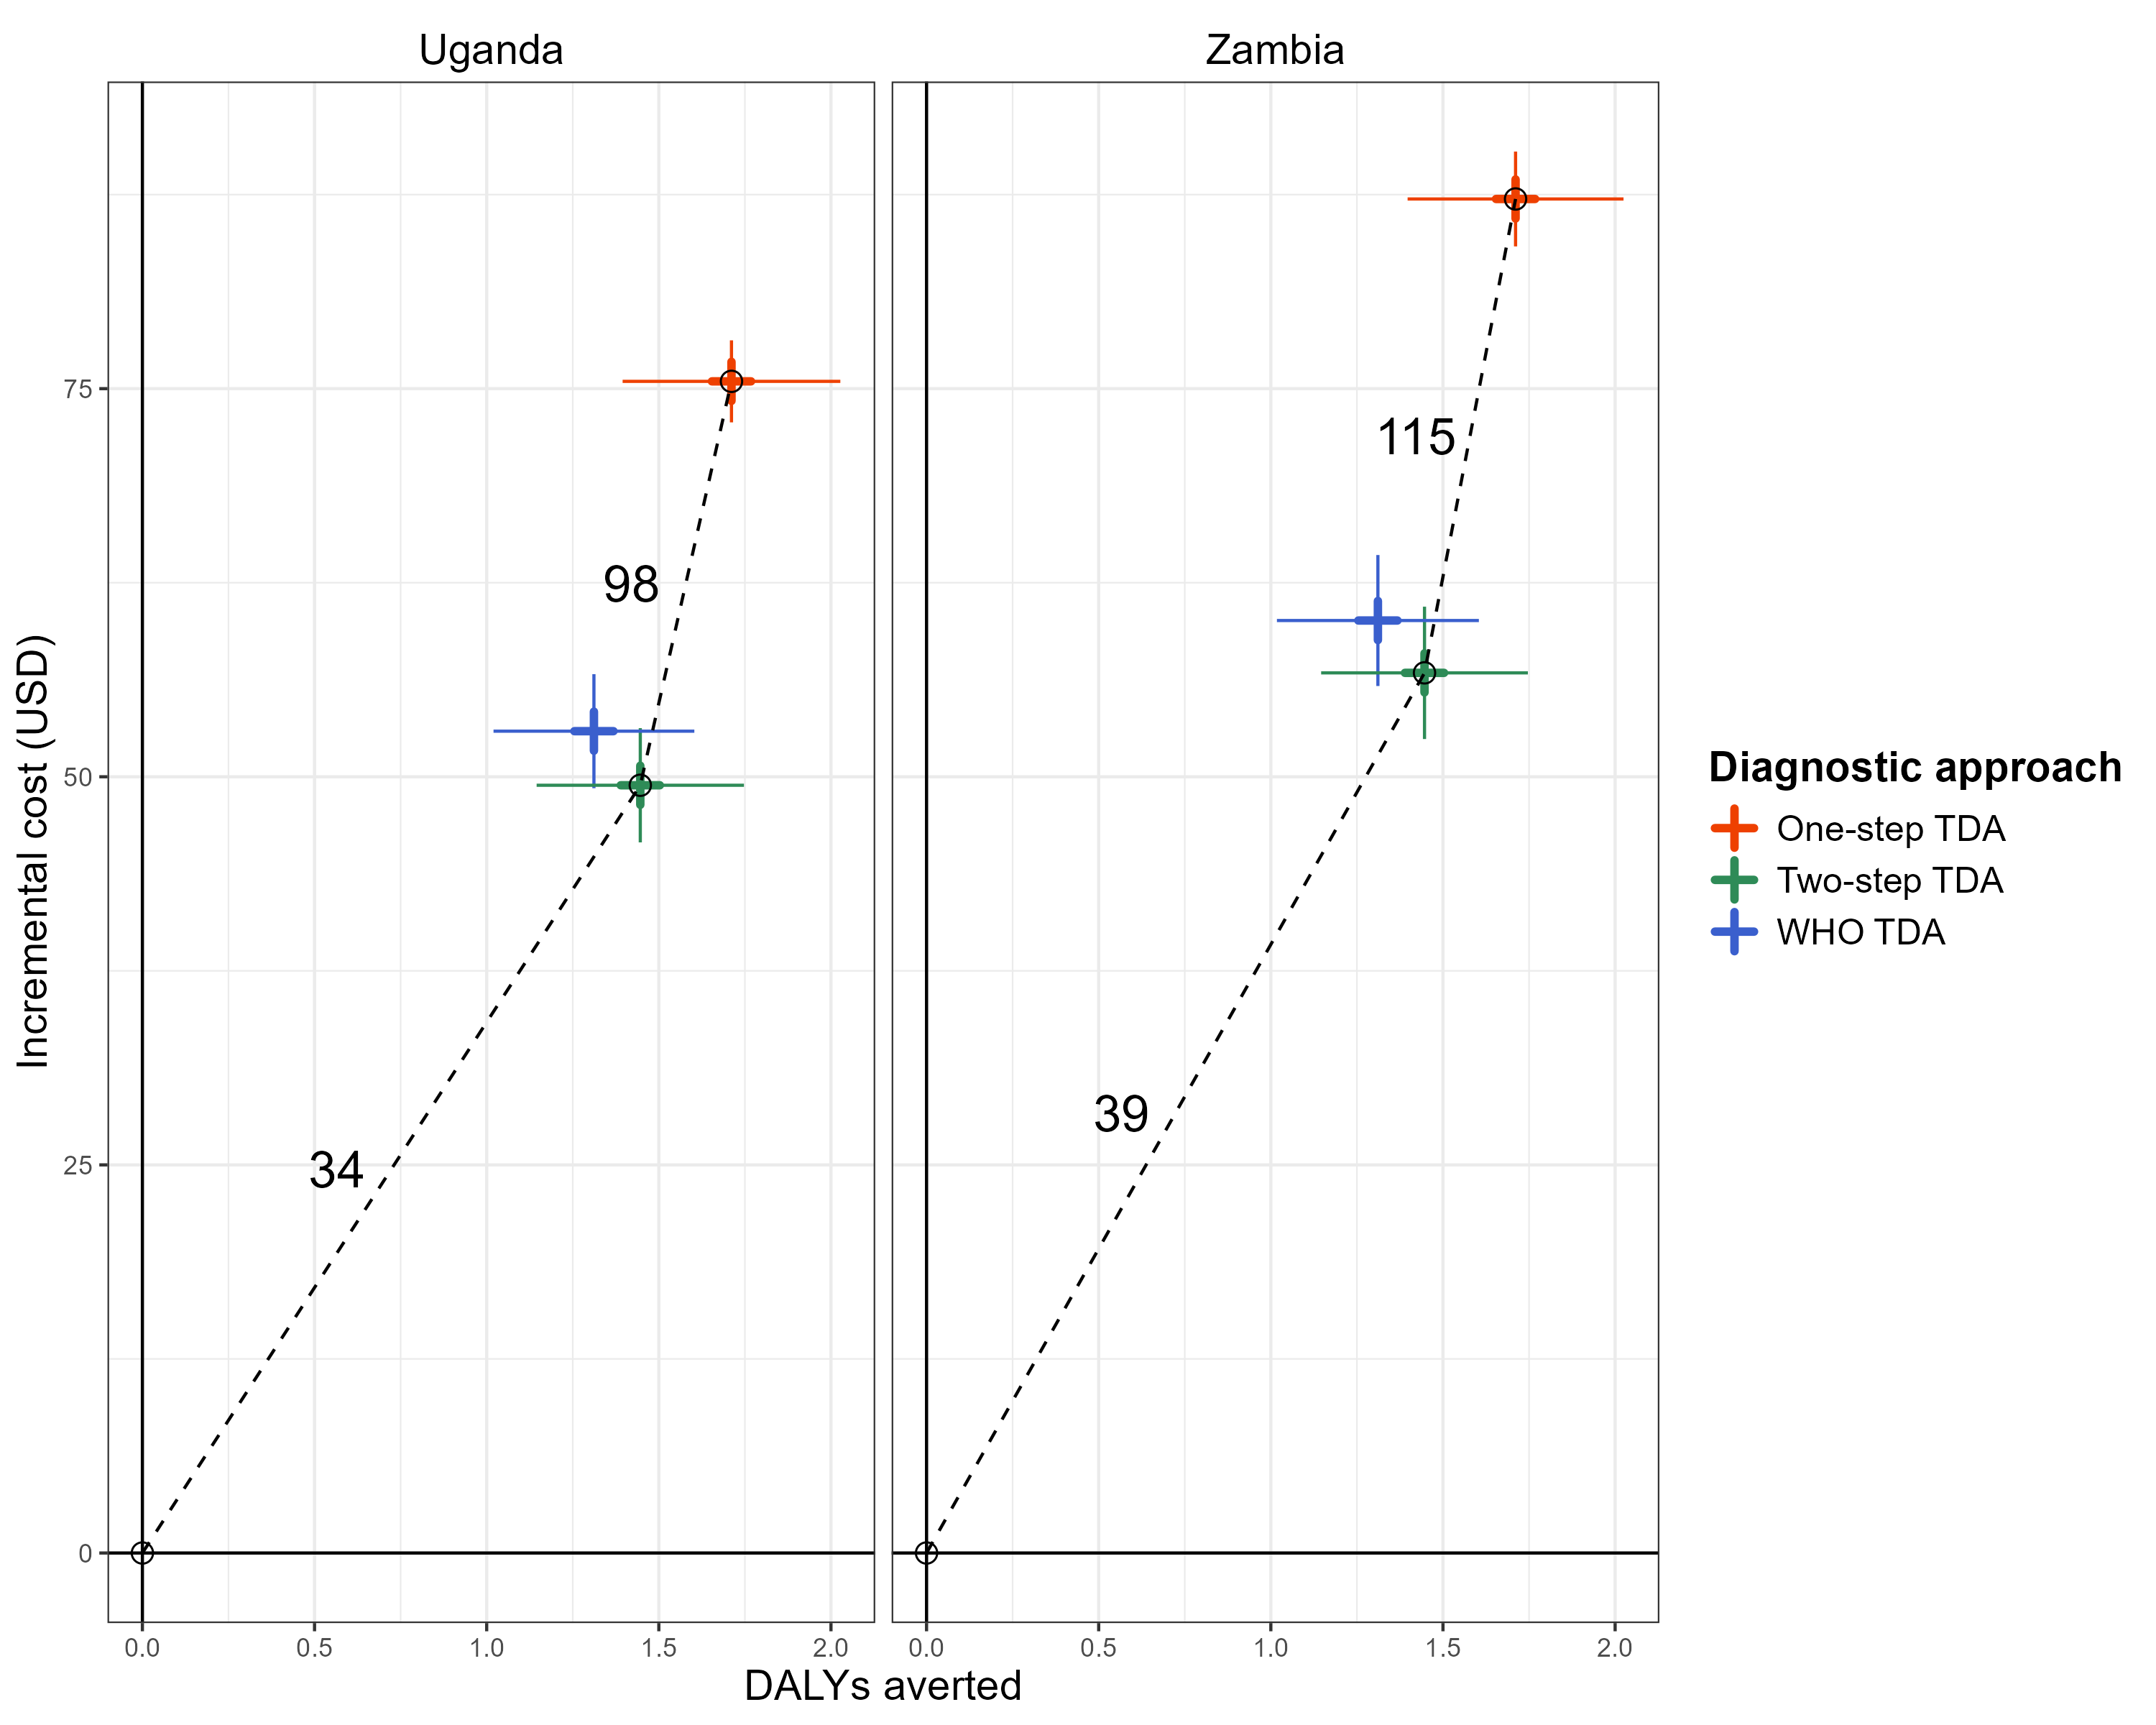 Uganda
Zambia
Incremental cost (USD)
75
50
25
0
98
34
115
39
0.0 0.5 1.0 1.5 2.0
0.0 0.5 1.0 1.5 2.0
DALYs averted
Diagnostic approach
One-step TDA
Two-step TDA
WHO TDA